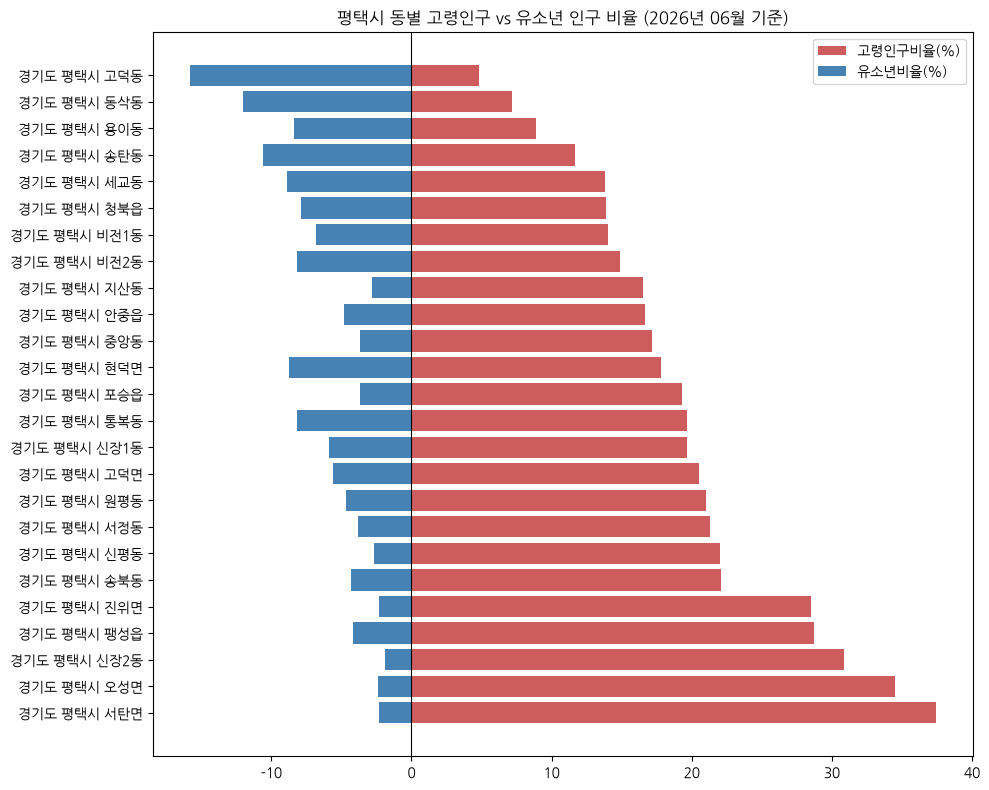 평택시 동별 고령인구 vs 유소년 인구 비율 (2026년 06월 기준)
고령인구비율(%)
유소년비율(%)
경기도 평택시 고덕동
경기도 평택시 동삭동
경기도 평택시 용이동
경기도 평택시 송탄동
경기도 평택시 세교동
경기도 평택시 청북읍
경기도 평택시 비전1동
경기도 평택시 비전2동
경기도 평택시 지산동
경기도 평택시 안중읍
경기도 평택시 중앙동
경기도 평택시 현덕면
경기도 평택시 포승읍
경기도 평택시 통복동
경기도 평택시 신장1동
경기도 평택시 고덕면
경기도 평택시 원평동
경기도 평택시 서정동
경기도 평택시 신평동
경기도 평택시 송북동
경기도 평택시 진위면
경기도 평택시 팽성읍
경기도 평택시 신장2동
경기도 평택시 오성면
경기도 평택시 서탄면
-10 0 10 20 30 40